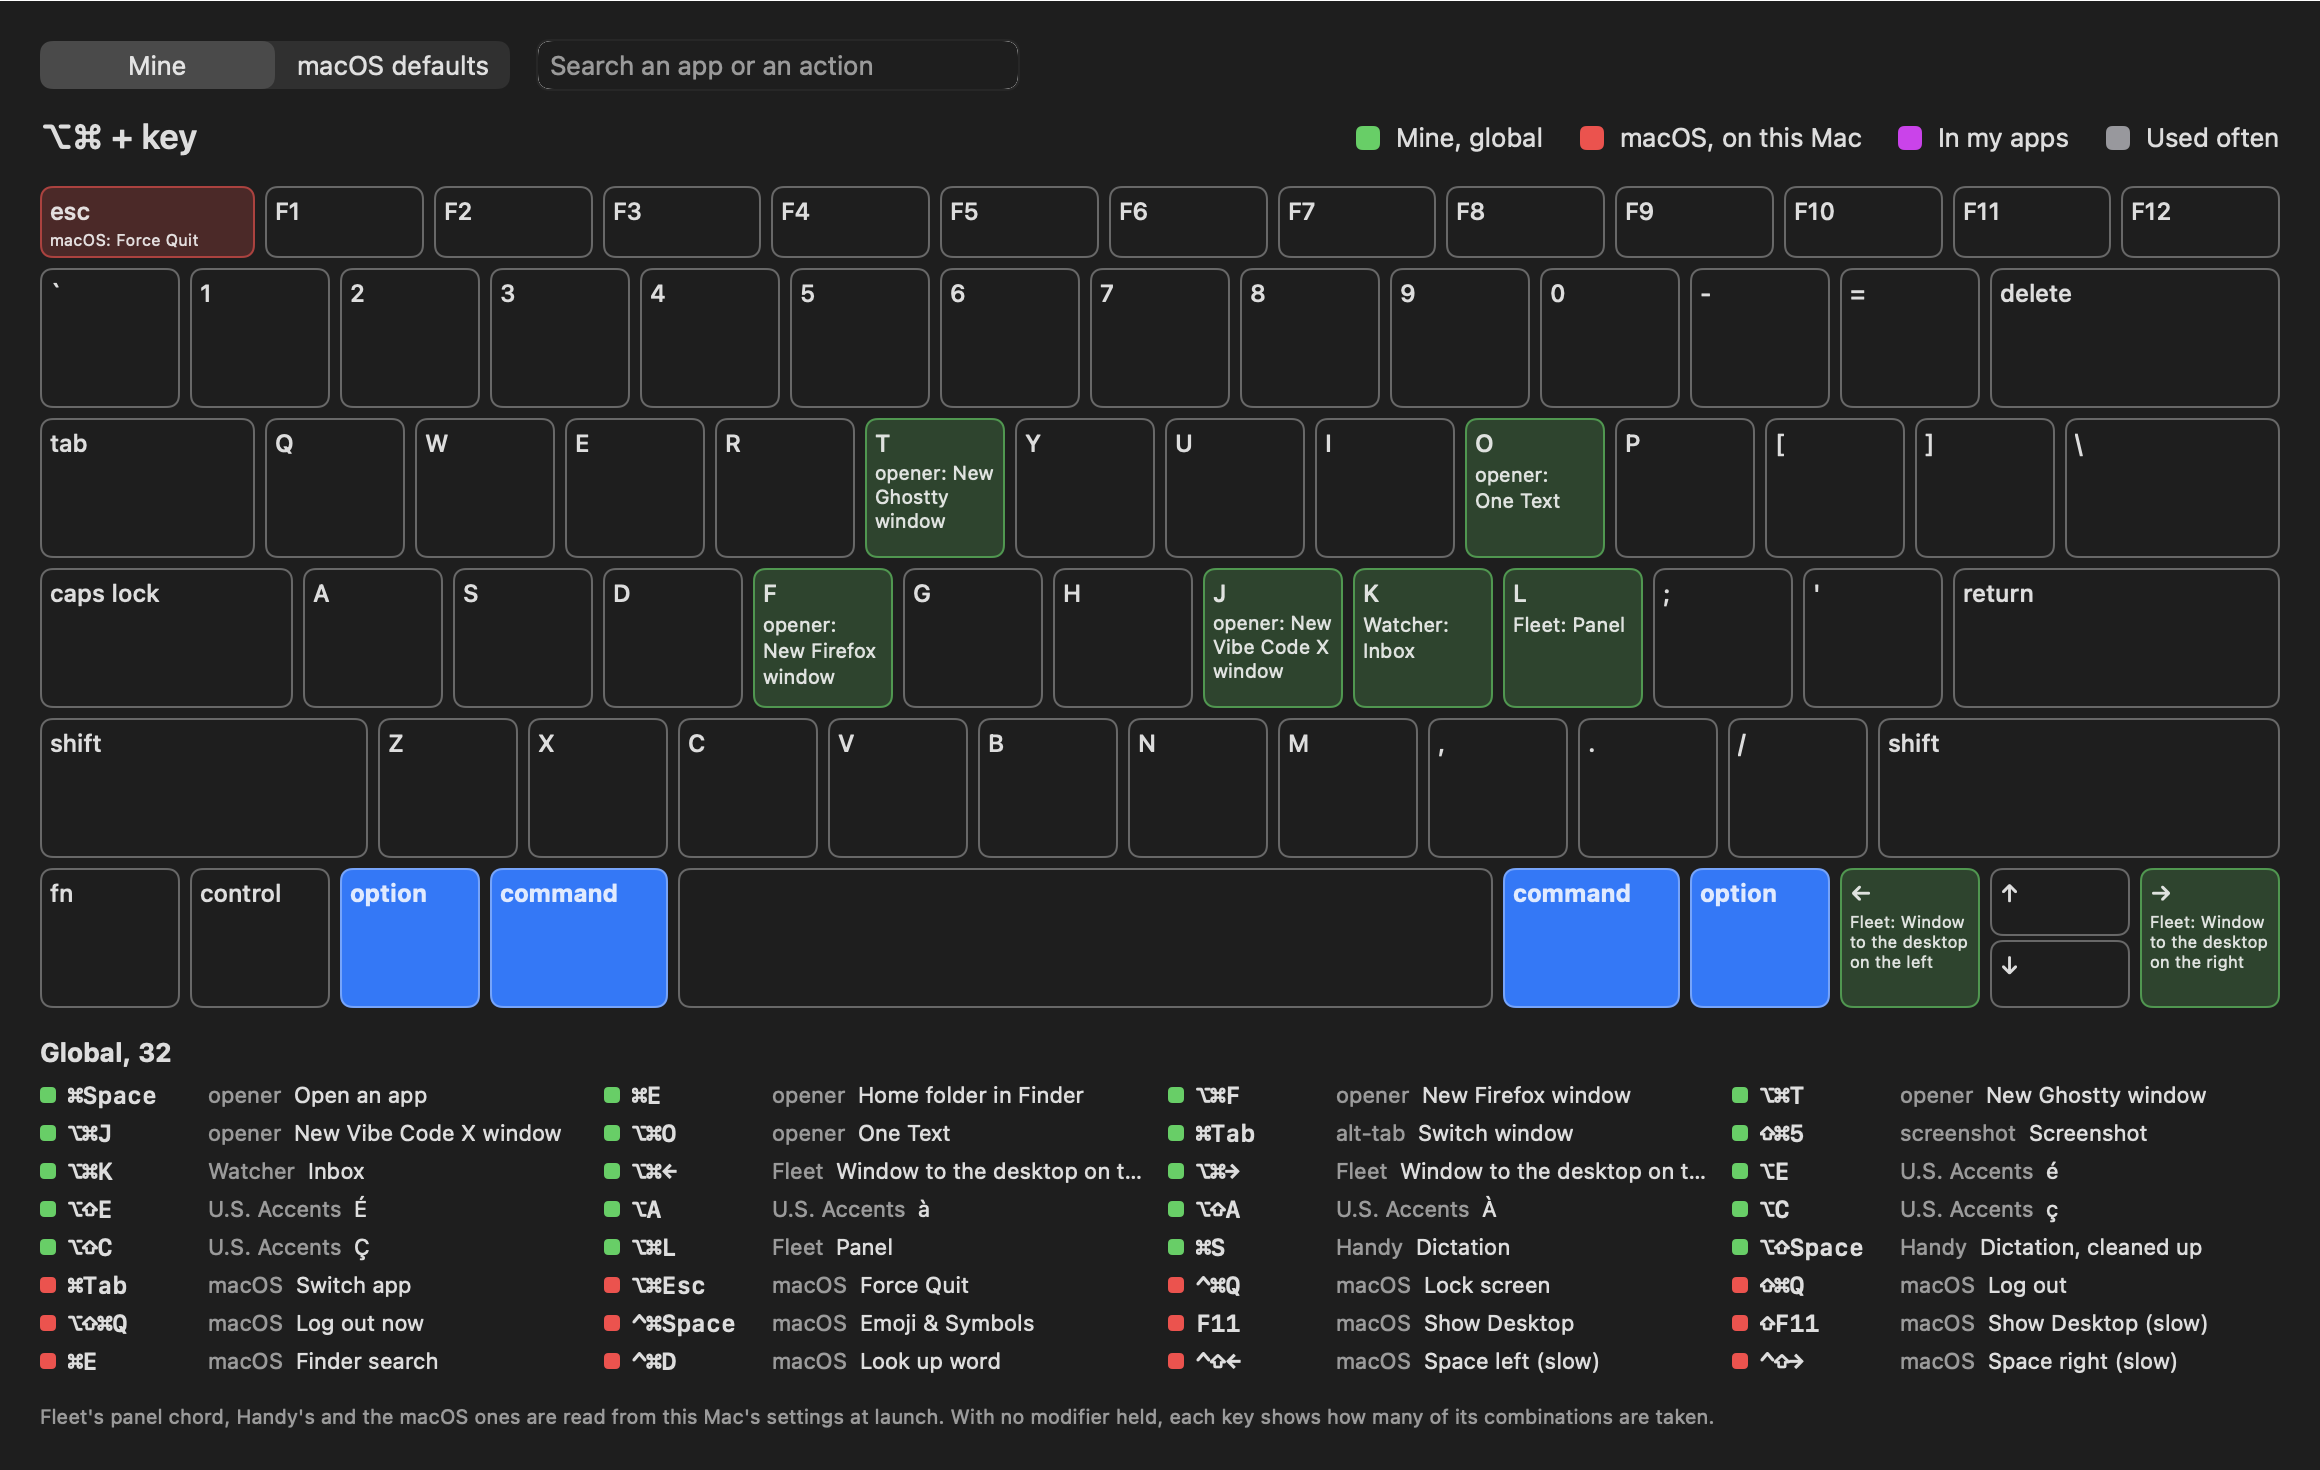 Mine macOS defaults Search an app or an action
⌥⌘ + key Mine, global macOS, on this Mac In my apps Used often
esc F1 F2 F3 F4 F5 F6 F7 F8 F9 F10 F11 F12
macOS: Force Quit
` 1 2 3 4 5 6 7 8 9 0 - = delete
tab Q W E R T Y U I O P [ ] \
opener: New
Ghostty
window
opener:
One Text
caps lock A S D F G H J K L ; ' return
opener:
New Firefox
window
opener: New
Vibe Code X
window
Watcher:
Inbox
Fleet: Panel
shift Z X C V B N M , . / shift
fn control option command command option ← ↑ ↓ →
Fleet: Window
to the desktop
on the left
Fleet: Window
to the desktop
on the right
Global, 32
⌘Space opener Open an app ⌘E opener Home folder in Finder ⌥⌘F opener New Firefox window ⌥⌘T opener New Ghostty window
⌥⌘J opener New Vibe Code X window ⌥⌘O opener One Text ⌘Tab alt-tab Switch window ⇧⌘5 screenshot Screenshot
⌥⌘K Watcher Inbox ⌥⌘← Fleet Window to the desktop on t... ⌥⌘→ Fleet Window to the desktop on t... ⌥E U.S. Accents é
⌥⇧E U.S. Accents É ⌥A U.S. Accents à ⌥⇧A U.S. Accents À ⌥C U.S. Accents ç
⌥⇧C U.S. Accents Ç ⌥⌘L Fleet Panel ⌘S Handy Dictation ⌥⇧Space Handy Dictation, cleaned up
⌘Tab macOS Switch app ⌥⌘Esc macOS Force Quit ^⌘Q macOS Lock screen ⇧⌘Q macOS Log out
⌥⇧⌘Q macOS Log out now ^⌘Space macOS Emoji & Symbols F11 macOS Show Desktop ⇧F11 macOS Show Desktop (slow)
⌘E macOS Finder search ^⌘D macOS Look up word ^⇧← macOS Space left (slow) ^⇧→ macOS Space right (slow)
Fleet's panel chord, Handy's and the macOS ones are read from this Mac's settings at launch. With no modifier held, each key shows how many of its combinations are taken.